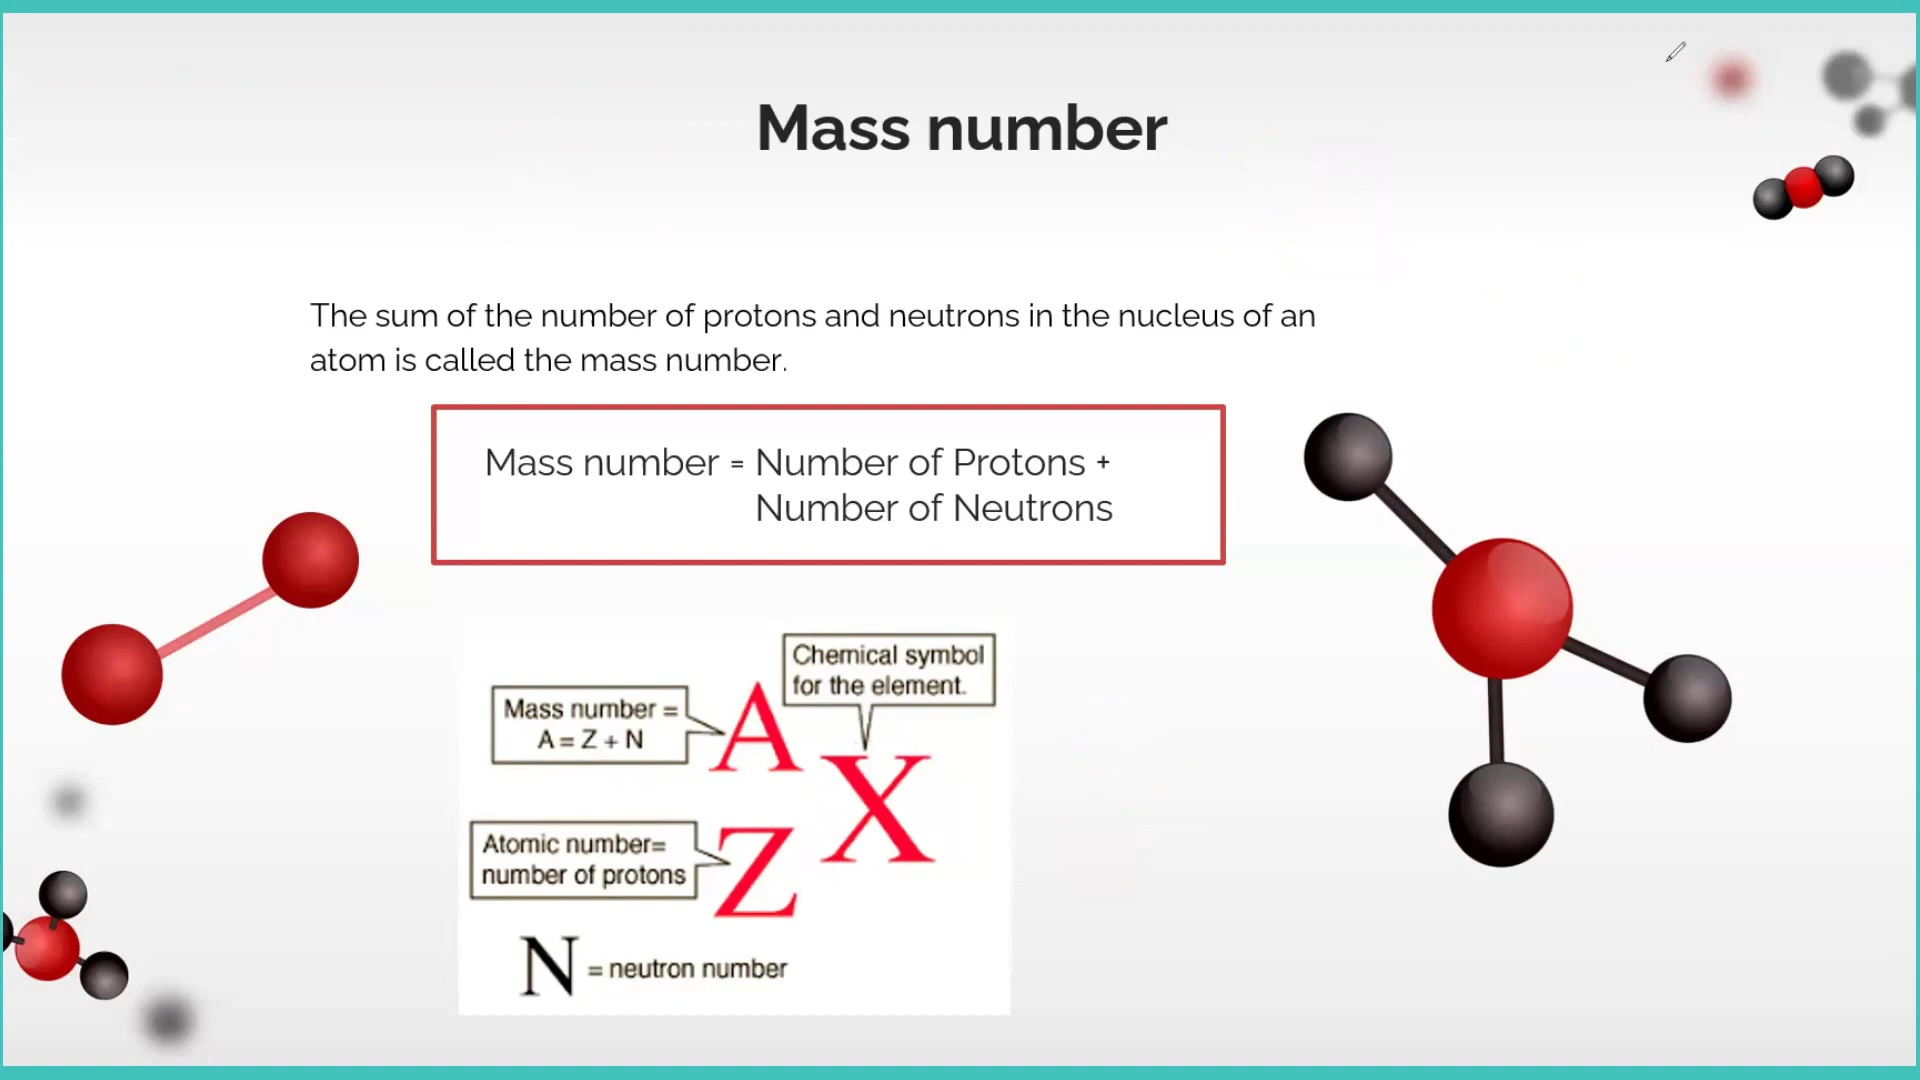 Mass number
The sum of the number of protons and neutrons in the nucleus of an
atom is called the mass number.
Mass number = Number of Protons +
Number of Neutrons
Chemical symbol
for the element.
Mass number =
A = Z + N
A
X
Atomic number=
number of protons
Z
N = neutron number